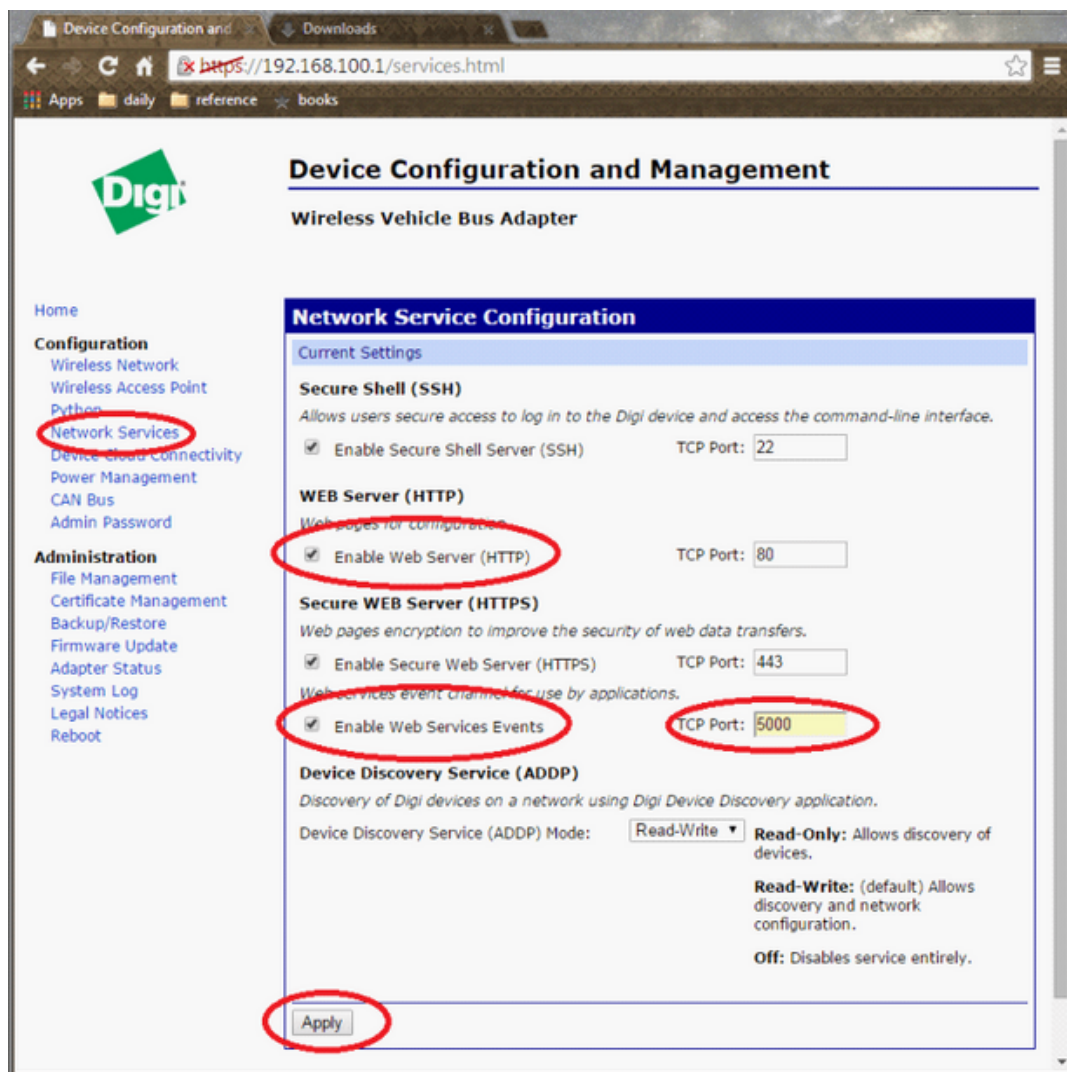 Device Configuration and
Downloads
https://192.168.100.1/services.html
Apps daily reference books
Digi
Device Configuration and Management
Wireless Vehicle Bus Adapter
Home
Configuration
Wireless Network
Wireless Access Point
Python
Network Services
Device Cloud Connectivity
Power Management
CAN Bus
Admin Password
Administration
File Management
Certificate Management
Backup/Restore
Firmware Update
Adapter Status
System Log
Legal Notices
Reboot
Network Service Configuration
Current Settings
Secure Shell (SSH)
Allows users secure access to log in to the Digi device and access the command-line interface.
Enable Secure Shell Server (SSH) TCP Port: 22
WEB Server (HTTP)
Web pages for configuration.
Enable Web Server (HTTP) TCP Port: 80
Secure WEB Server (HTTPS)
Web pages encryption to improve the security of web data transfers.
Enable Secure Web Server (HTTPS) TCP Port: 443
Web services event channel for use by applications.
Enable Web Services Events TCP Port: 5000
Device Discovery Service (ADDP)
Discovery of Digi devices on a network using Digi Device Discovery application.
Device Discovery Service (ADDP) Mode: Read-Write
Read-Only: Allows discovery of
devices.
Read-Write: (default) Allows
discovery and network
configuration.
Off: Disables service entirely.
Apply